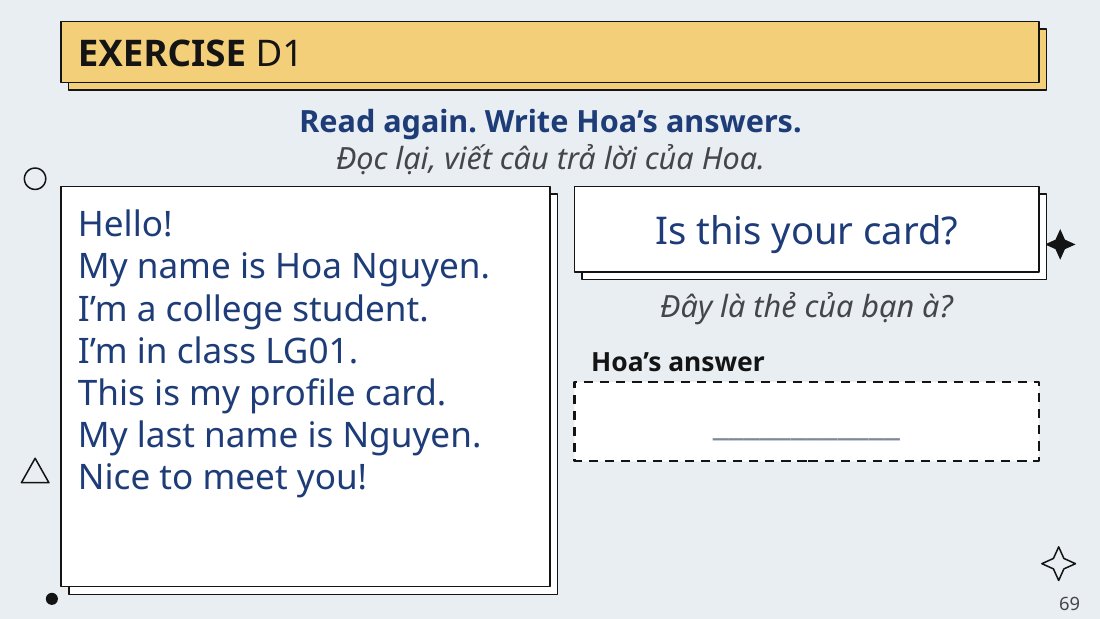 EXERCISE D1
Read again. Write Hoa’s answers.
Đọc lại, viết câu trả lời của Hoa.
Hello!
My name is Hoa Nguyen.
I’m a college student.
I’m in class LG01.
This is my profile card.
My last name is Nguyen.
Nice to meet you!
Is this your card?
Đây là thẻ của bạn à?
Hoa’s answer
_______________
69